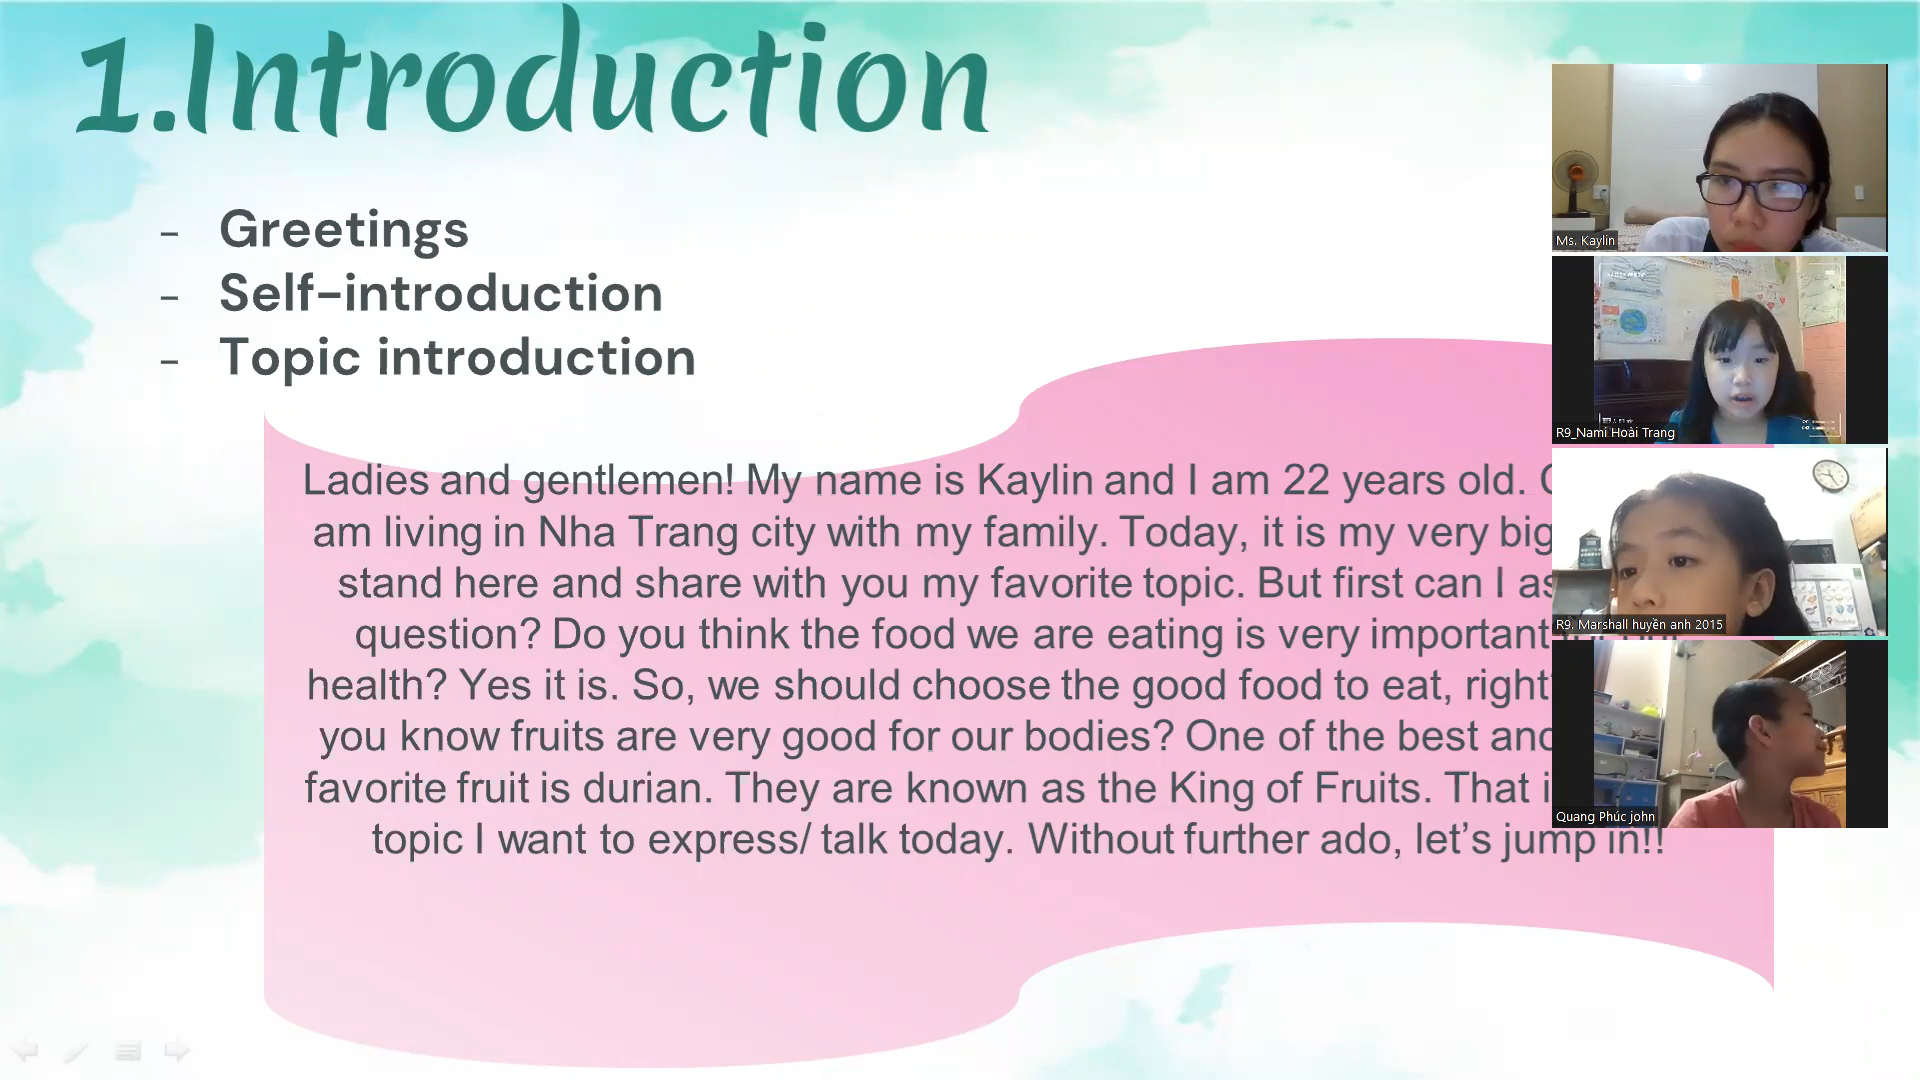 1.Introduction
- Greetings
- Self-introduction
- Topic introduction
Ladies and gentlemen! My name is Kaylin and I am 22 years old.
am living in Nha Trang city with my family. Today, it is my very big
stand here and share with you my favorite topic. But first can I
question? Do you think the food we are eating is very important
health? Yes it is. So, we should choose the good food to eat, right
you know fruits are very good for our bodies? One of the best and
favorite fruit is durian. They are known as the King of Fruits. That
topic I want to express/ talk today. Without further ado, let’s jump in!!
Ms. Kaylin
R9_Nami Hoài Trang
R9. Marshall huyền anh 2015
Quang Phúc john